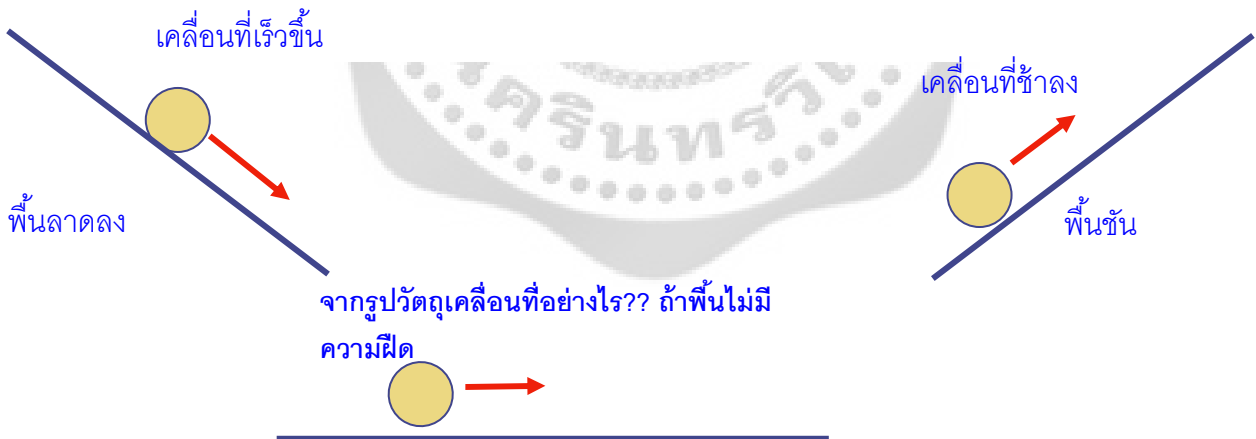 เคลื่อนที่เร็วขึ้น
เคลื่อนที่ช้าลง
พื้นลาดลง
พื้นชัน
จากรูปวัตถุเคลื่อนที่อย่างไร?? ถ้าพื้นไม่มี
ความฝืด